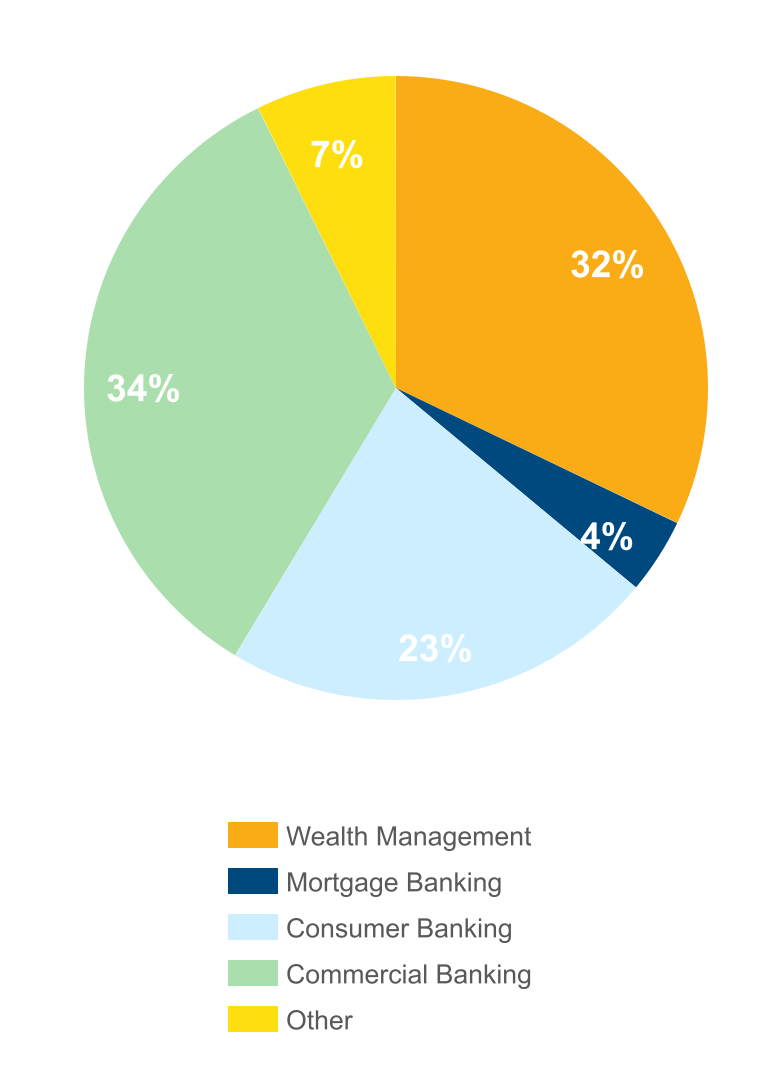 7%
32%
34%
4%
23%
Wealth Management
Mortgage Banking
Consumer Banking
Commercial Banking
Other